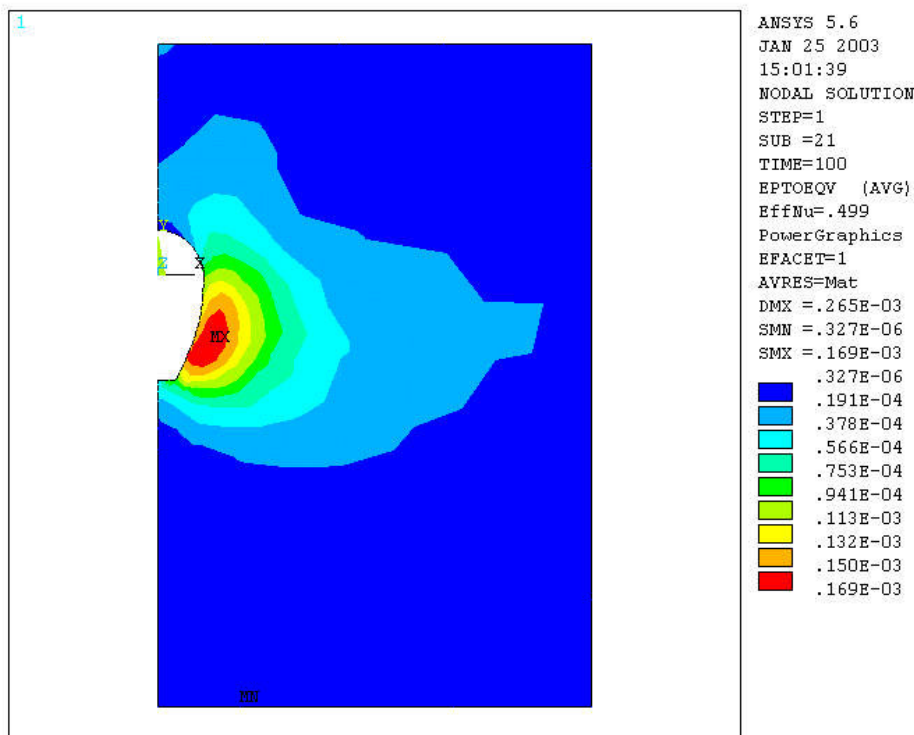 1
ANSYS 5.6
JAN 25 2003
15:01:39
NODAL SOLUTION
STEP=1
SUB =21
TIME=100
EPTOEQV (AVG)
EffNu=.499
PowerGraphics
EFACET=1
AVRES=Mat
DMX =.265E-03
SMN =.327E-06
SMX =.169E-03
.327E-06
.191E-04
.378E-04
.566E-04
.753E-04
.941E-04
.113E-03
.132E-03
.150E-03
.169E-03
Y
Z X
MX
MN